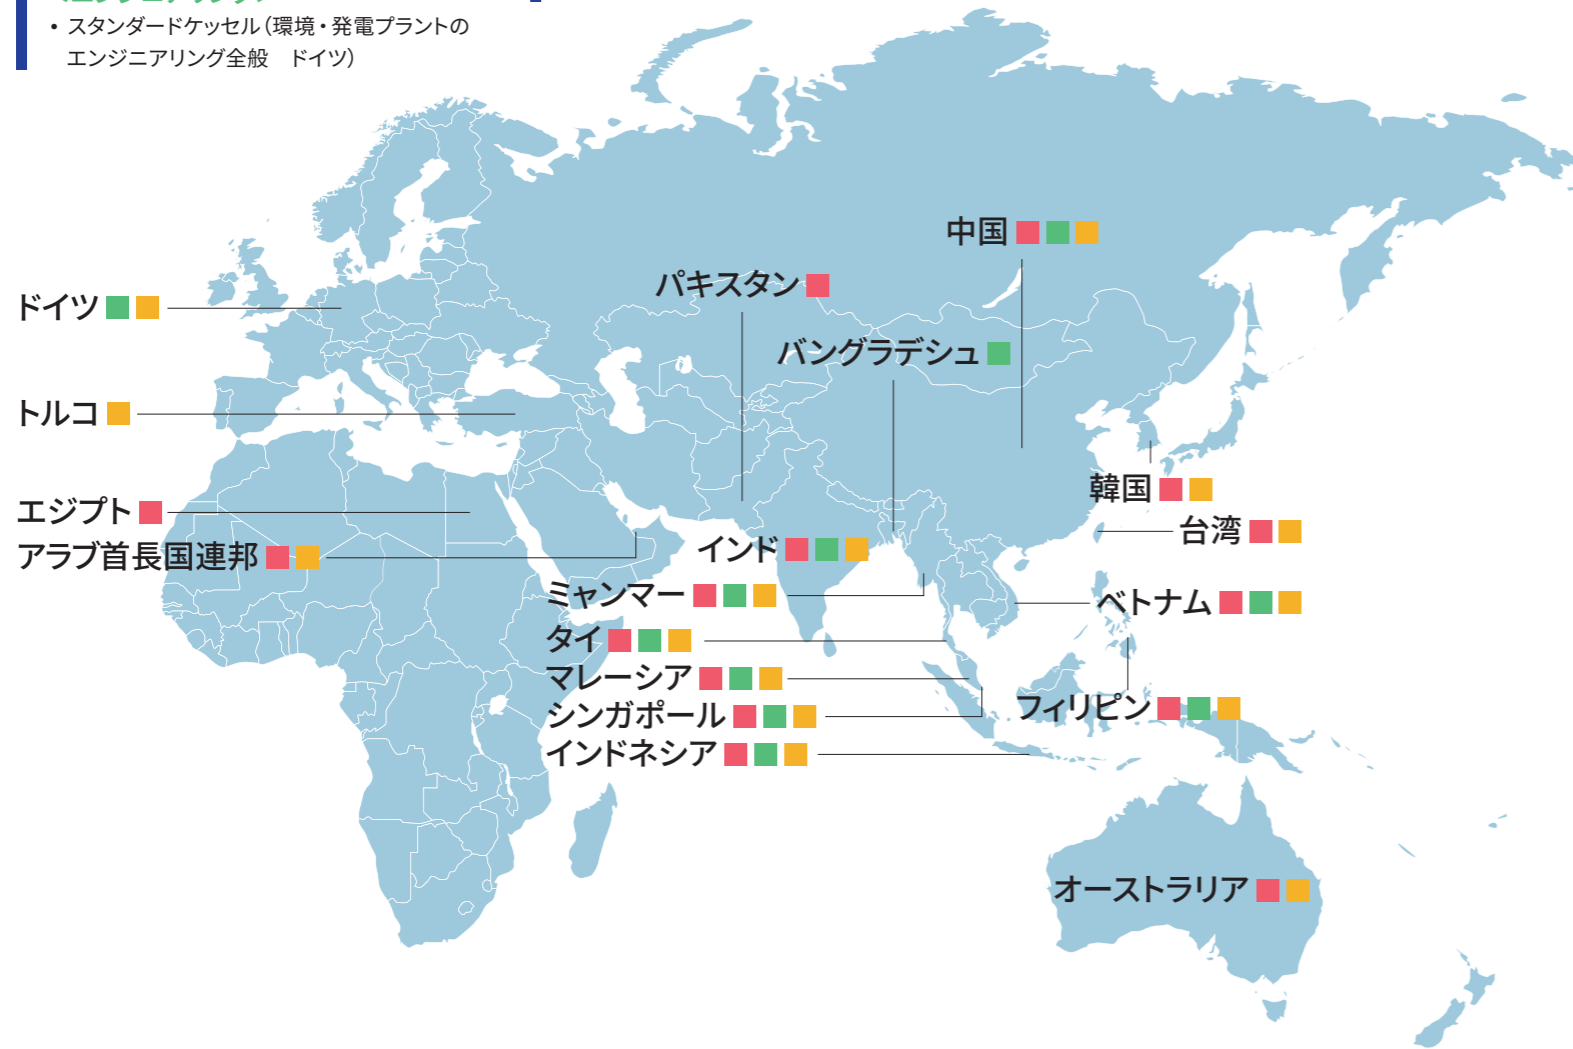 ・スタンダードケッセル（環境・発電プラントの
エンジニアリング全般　ドイツ）
中国
パキスタン
ドイツ
バングラデシュ
トルコ
韓国
エジプト
台湾
アラブ首長国連邦
インド
ミャンマー
ベトナム
タイ
マレーシア
フィリピン
シンガポール
インドネシア
オーストラリア